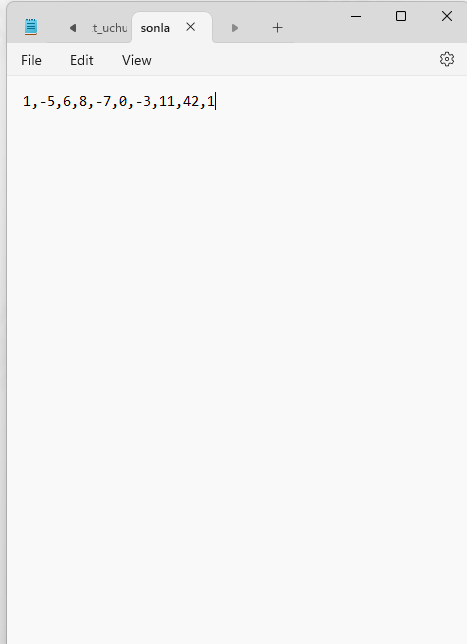 t_uchu
sonla
File Edit View
1,-5,6,8,-7,0,-3,11,42,1